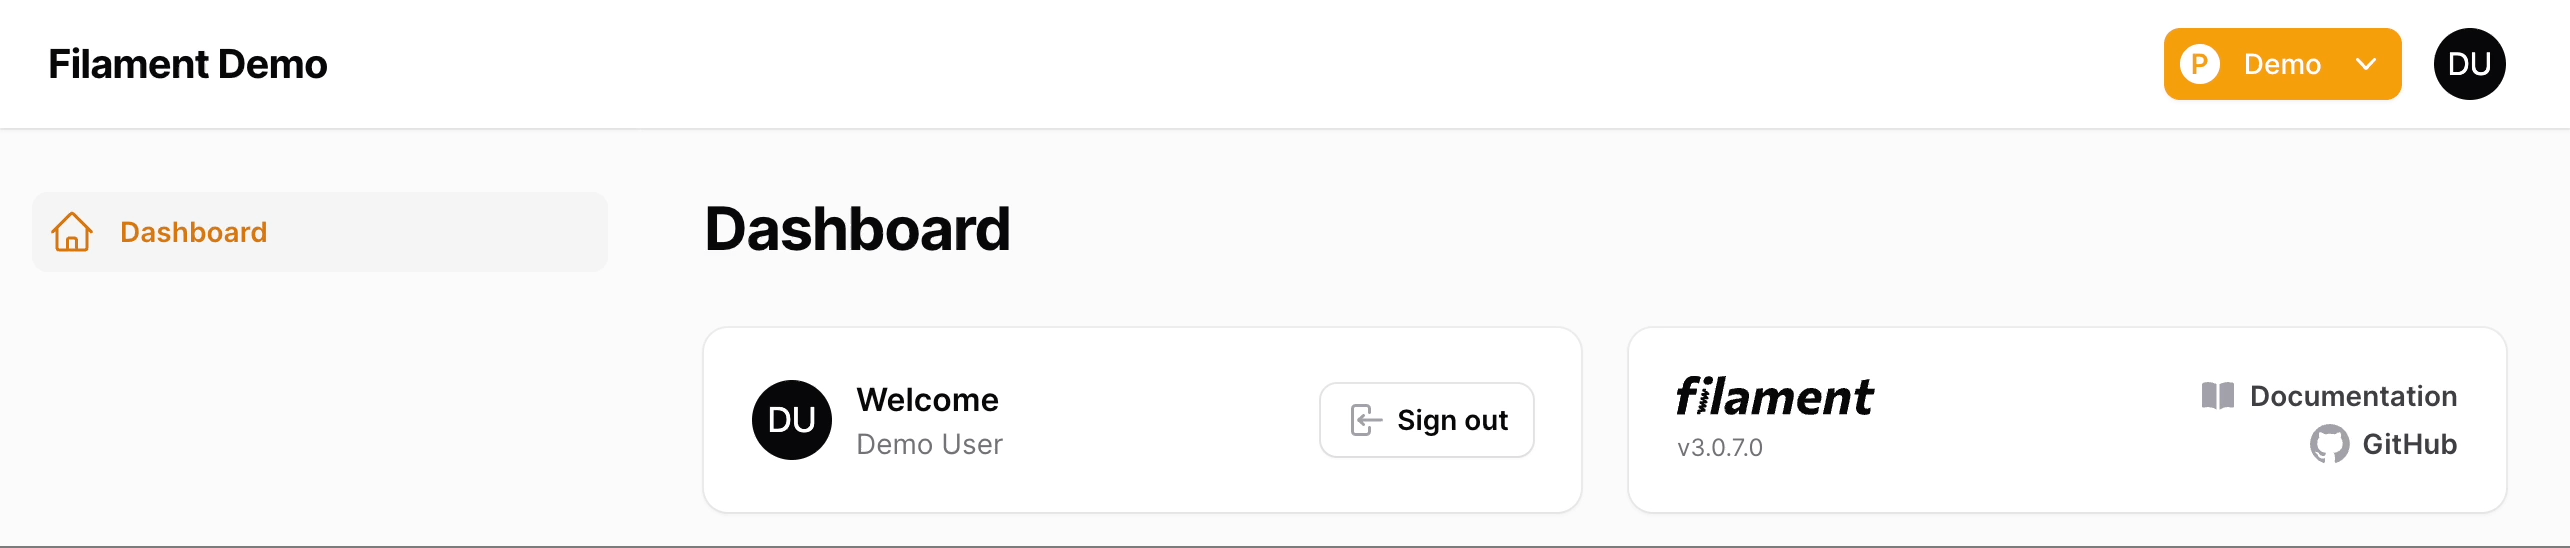 Filament Demo
P Demo
DU
Dashboard
Dashboard
DU
Welcome
Demo User
Sign out
filament
v3.0.7.0
Documentation
GitHub